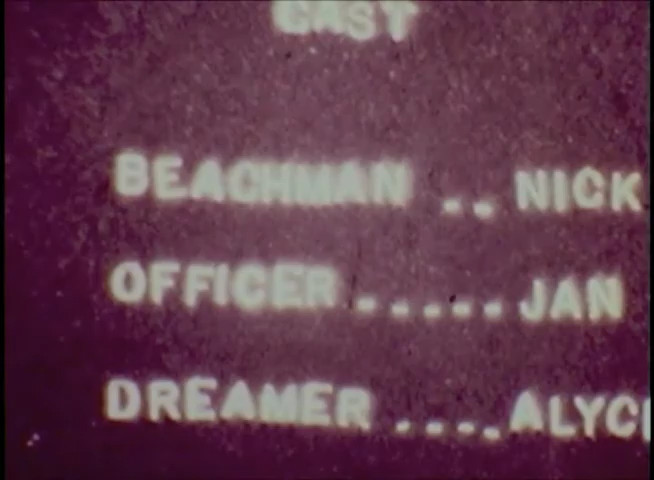 CAST
BEACHMAN .. NICK
OFFICER ..... JAN
DREAMER ....